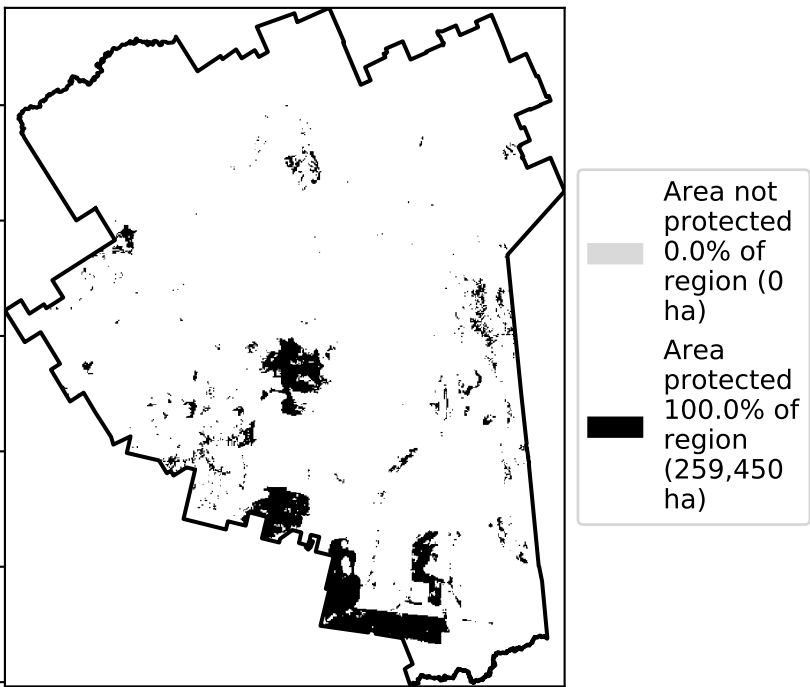 Area not
protected
0.0% of
region (0
ha)
Area
protected
100.0% of
region
(259,450
ha)